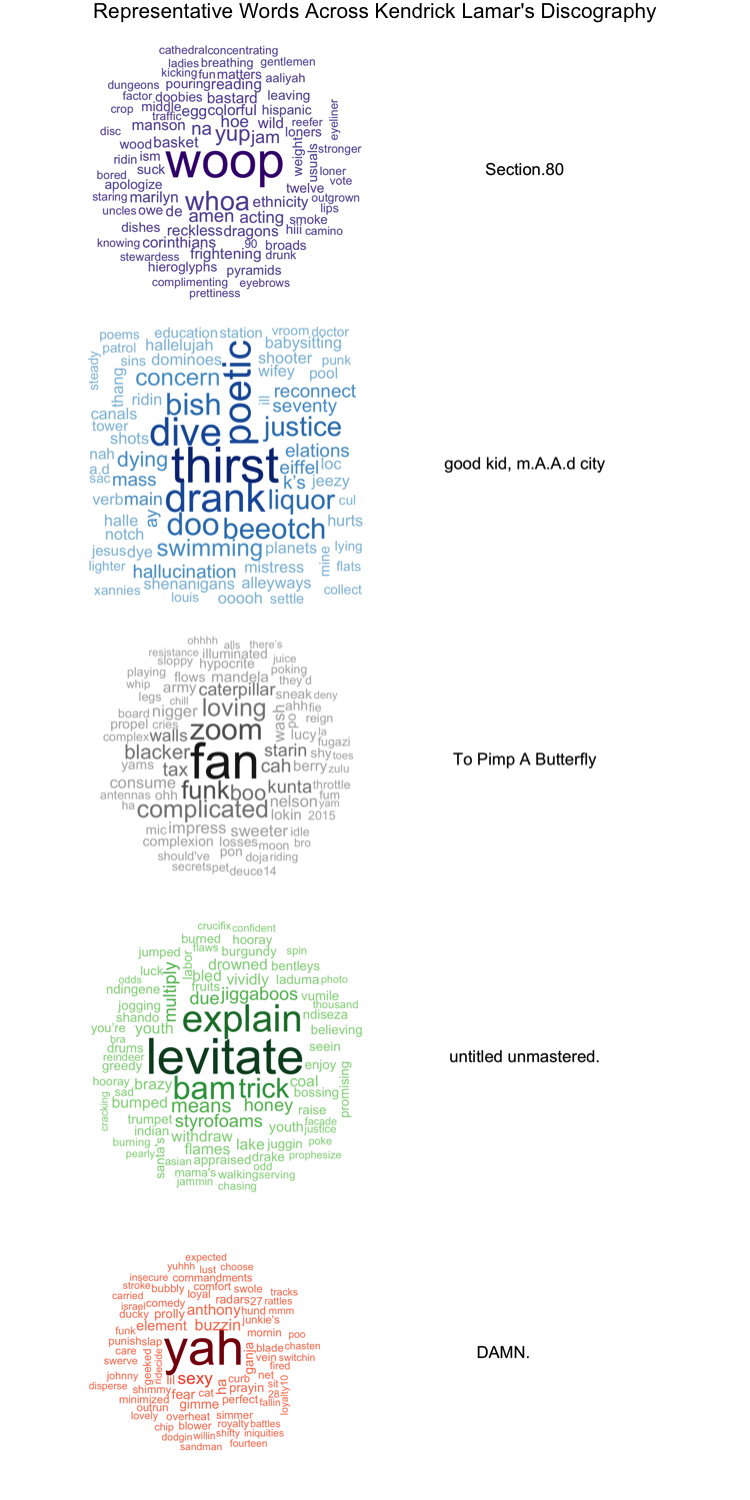 Representative Words Across Kendrick Lamar's Discography
cathedral concentrating
ladies breathing gentlemen
kicking fun matters aaliyah
dungeons pouring reading
factor doobies bastard leaving
crop middle egg colorful hispanic eyeliner
traffic
manson na hoe wild reefer
disc yup jam loners
wood basket weight usuals stronger
ridin ism woop
bored suck loner
apologize twelve vote
staring marilyn whoa ethnicity outgrown
uncles owe de amen acting smoke lips
dishes reckless dragons hiii camino
knowing corinthians 90 broads
stewardess frightening drunk
hieroglyphs pyramids
complimenting eyebrows
prettiness
Section.80
poems education station vroom doctor
patrol hallelujah babysitting
steady sins dominoes poetic shooter punk
thang concern wifey pool
ridin bish ill reconnect
canals seventy
tower dive justice
shots
nah dying thirst elations
a.d eiffel loc
sac mass k's jeezy
verb main drank liquor cul
halle ay doo beeotch hurts
notch
jesus dye swimming planets mine lying
lighter hallucination mistress flats
shenanigans alleyways
xannies louis ooooh settle collect
good kid, m.A.A.d city
ohhhh alls there's
resistance illuminated
sloppy hypocrite juice
playing flows mandela poking
whip army caterpillar they'd
legs chill sneak deny
board nigger loving wash ahh fie
propel cries zoom po reign
complex walls lucy la
blacker fan starin shy fugazi
toes
yams tax cah berry zulu
consume funk boo kunta throttle
antennas ohh nelson fum
ha complicated lokin 2015 yam
mic impress sweeter idle
complexion losses moon bro
should've pon doja riding
secrets pet deuce 14
To Pimp A Butterfly
crucifix confident
burned hooray
jumped flaws burgundy spin
luck labor drowned bentleys
odds multiply bled vividly laduma photo
ndingene fruits
due jiggaboos vumile
jogging thousand
shando explain ndiseza
you're youth believing
bra
drums levitate seein
reindeer
greedy enjoy
hooray brazy bam trick coal promising
sad bossing
cracking bumped means honey raise
trumpet styrofoams facade
indian youth justice
burning withdraw lake juggin poke
pearly santa's flames
asian appraised drake prophesize
mama's odd
walking serving
jammin chasing
untitled unmastered.
expected
yuhhh lust choose
insecure commandments
stroke bubbly comfort swole
carried loyal tracks
israel comedy radars 27 rattles
ducky prolly anthony hund mmm
element buzzin junkie's
funk mornin poo
punish slap yah
care blade chasten
swerve geeked ridecide ganja vein switchin
fired
johnny lil sexy curb net
disperse shimmy ha sit loyalty10
fear cat prayin 28
minimized gimme perfect fallin
outrun
lovely overheat simmer
chip blower royalty battles
dodgin willin shifty iniquities
sandman fourteen
DAMN.